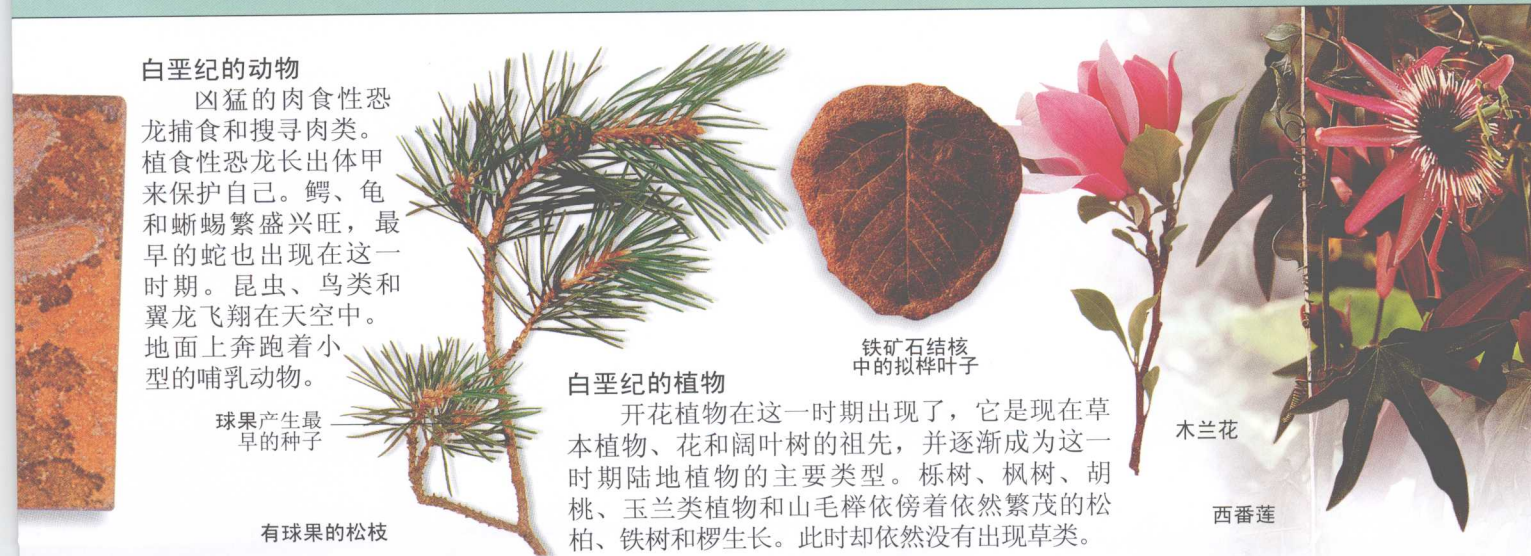 白垩纪的动物
凶猛的肉食性恐
龙捕食和搜寻肉类。
植食性恐龙长出体甲
来保护自己。鳄、龟
和蜥蜴繁盛兴旺，最
早的蛇也出现在这一
时期。昆虫、鸟类和
翼龙飞翔在天空中。
地面上奔跑着小
型的哺乳动物。
球果产生最
早的种子
有球果的松枝
铁矿石结核
中的拟桦叶子
白垩纪的植物
开花植物在这一时期出现了，它是现在草
本植物、花和阔叶树的祖先，并逐渐成为这一
时期陆地植物的主要类型。栎树、枫树、胡
桃、玉兰类植物和山毛榉依傍着依然繁茂的松
柏、铁树和椤生长。此时却依然没有出现草类。
木兰花
西番莲